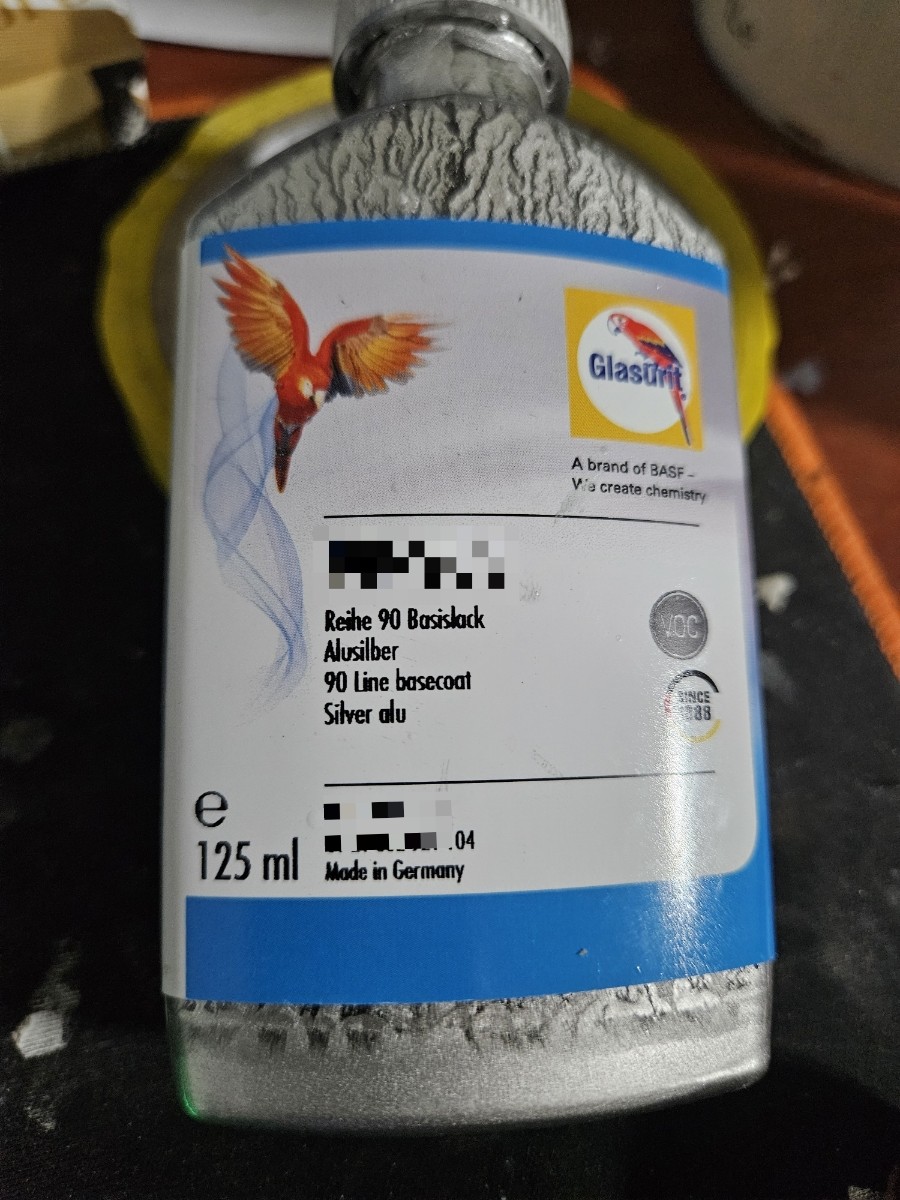 Glasurit
A brand of BASF –
We create chemistry
Reihe 90 Basislack
Alusilber
90 Line basecoat
Silver alu
VOC
SINCE
1888
e
125 ml
.04
Made in Germany